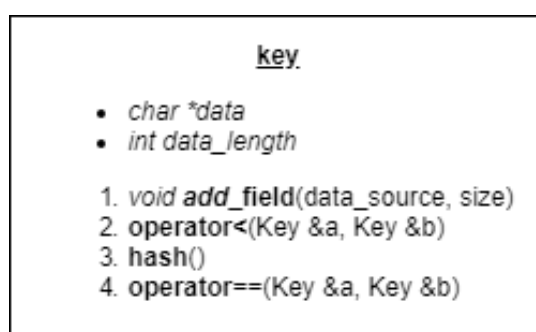 key
• char *data
• int data_length
1. void add_field(data_source, size)
2. operator<(Key &a, Key &b)
3. hash()
4. operator==(Key &a, Key &b)